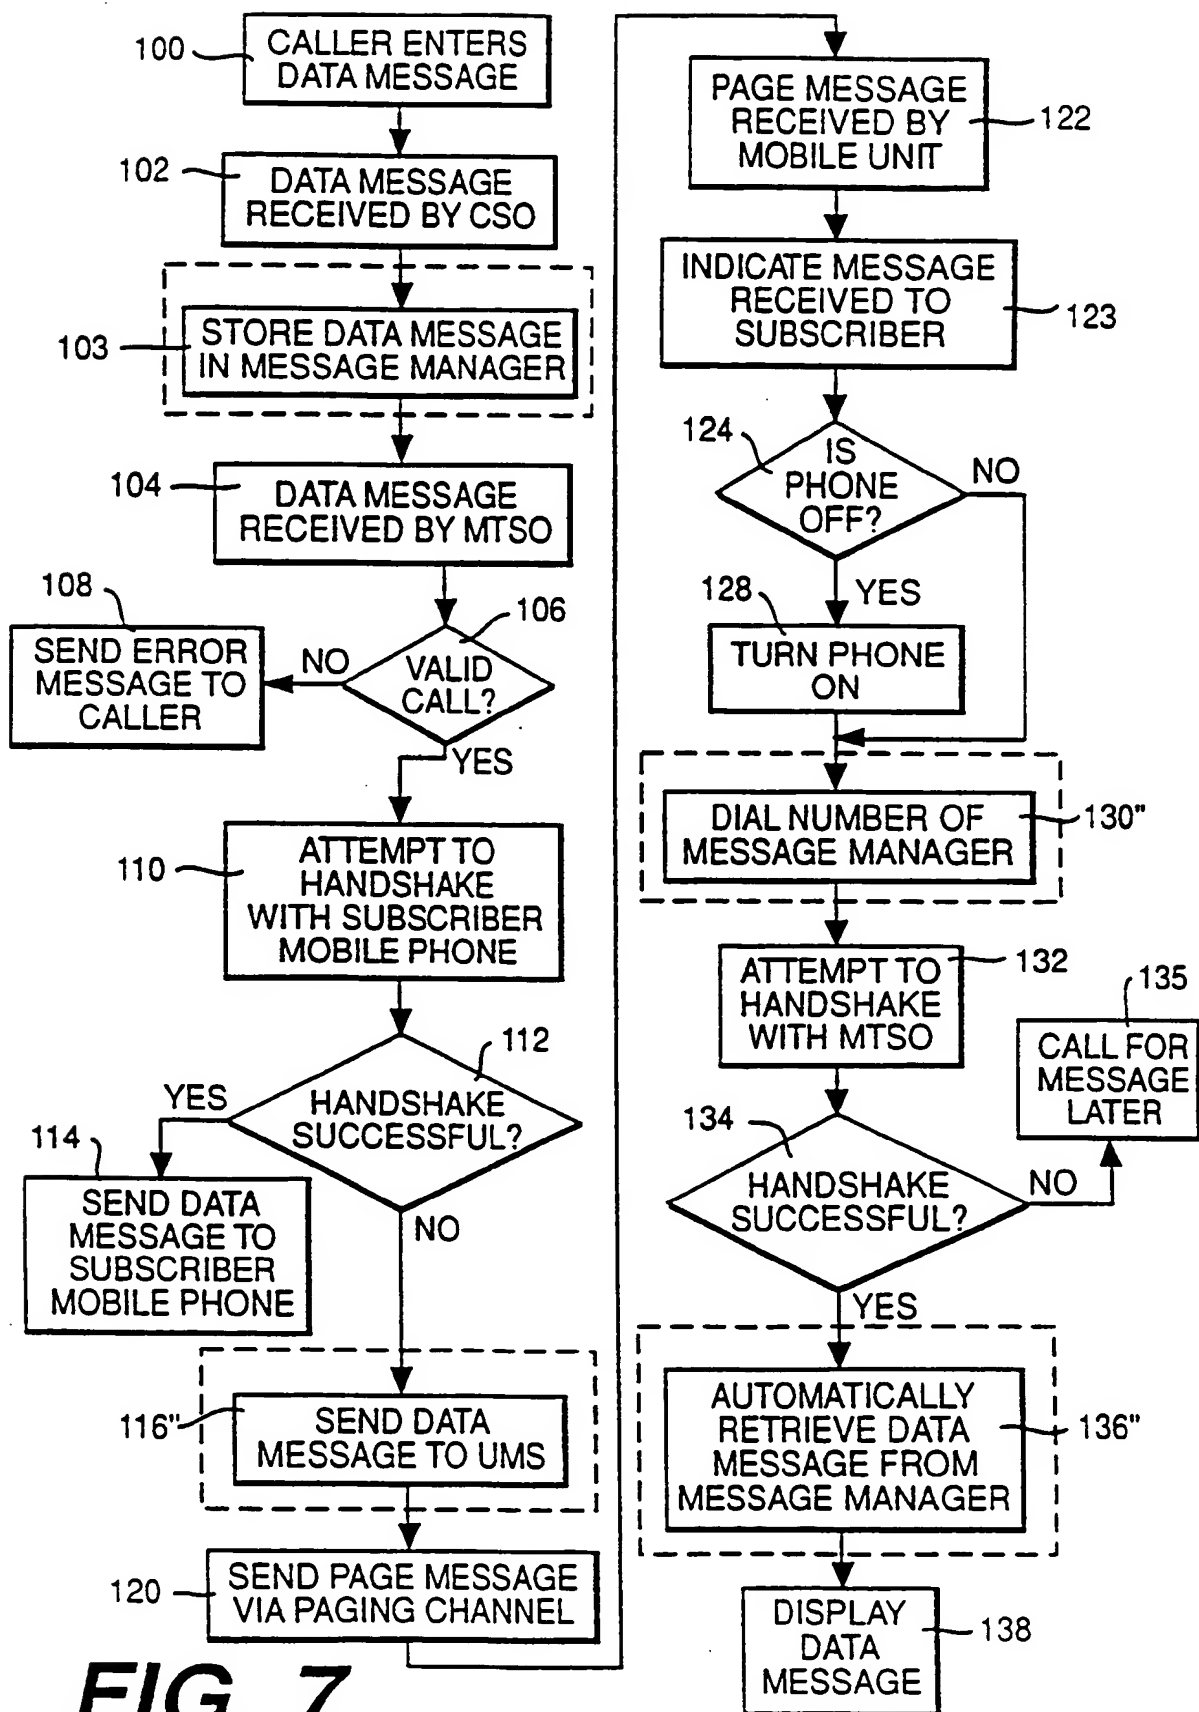 100
CALLER ENTERS
DATA MESSAGE
102
DATA MESSAGE
RECEIVED BY CSO
103
STORE DATA MESSAGE
IN MESSAGE MANAGER
104
DATA MESSAGE
RECEIVED BY MTSO
106
VALID
CALL?
NO
108
SEND ERROR
MESSAGE TO
CALLER
YES
110
ATTEMPT TO
HANDSHAKE
WITH SUBSCRIBER
MOBILE PHONE
112
HANDSHAKE
SUCCESSFUL?
YES
114
SEND DATA
MESSAGE TO
SUBSCRIBER
MOBILE PHONE
NO
116"
SEND DATA
MESSAGE TO UMS
120
SEND PAGE MESSAGE
VIA PAGING CHANNEL
PAGE MESSAGE
RECEIVED BY
MOBILE UNIT
122
INDICATE MESSAGE
RECEIVED TO
SUBSCRIBER
123
124
IS
PHONE
OFF?
NO
YES
128
TURN PHONE
ON
DIAL NUMBER OF
MESSAGE MANAGER
130"
ATTEMPT TO
HANDSHAKE
WITH MTSO
132
134
HANDSHAKE
SUCCESSFUL?
NO
135
CALL FOR
MESSAGE
LATER
YES
AUTOMATICALLY
RETRIEVE DATA
MESSAGE FROM
MESSAGE MANAGER
136"
DISPLAY
DATA
MESSAGE
138
FIG. 7